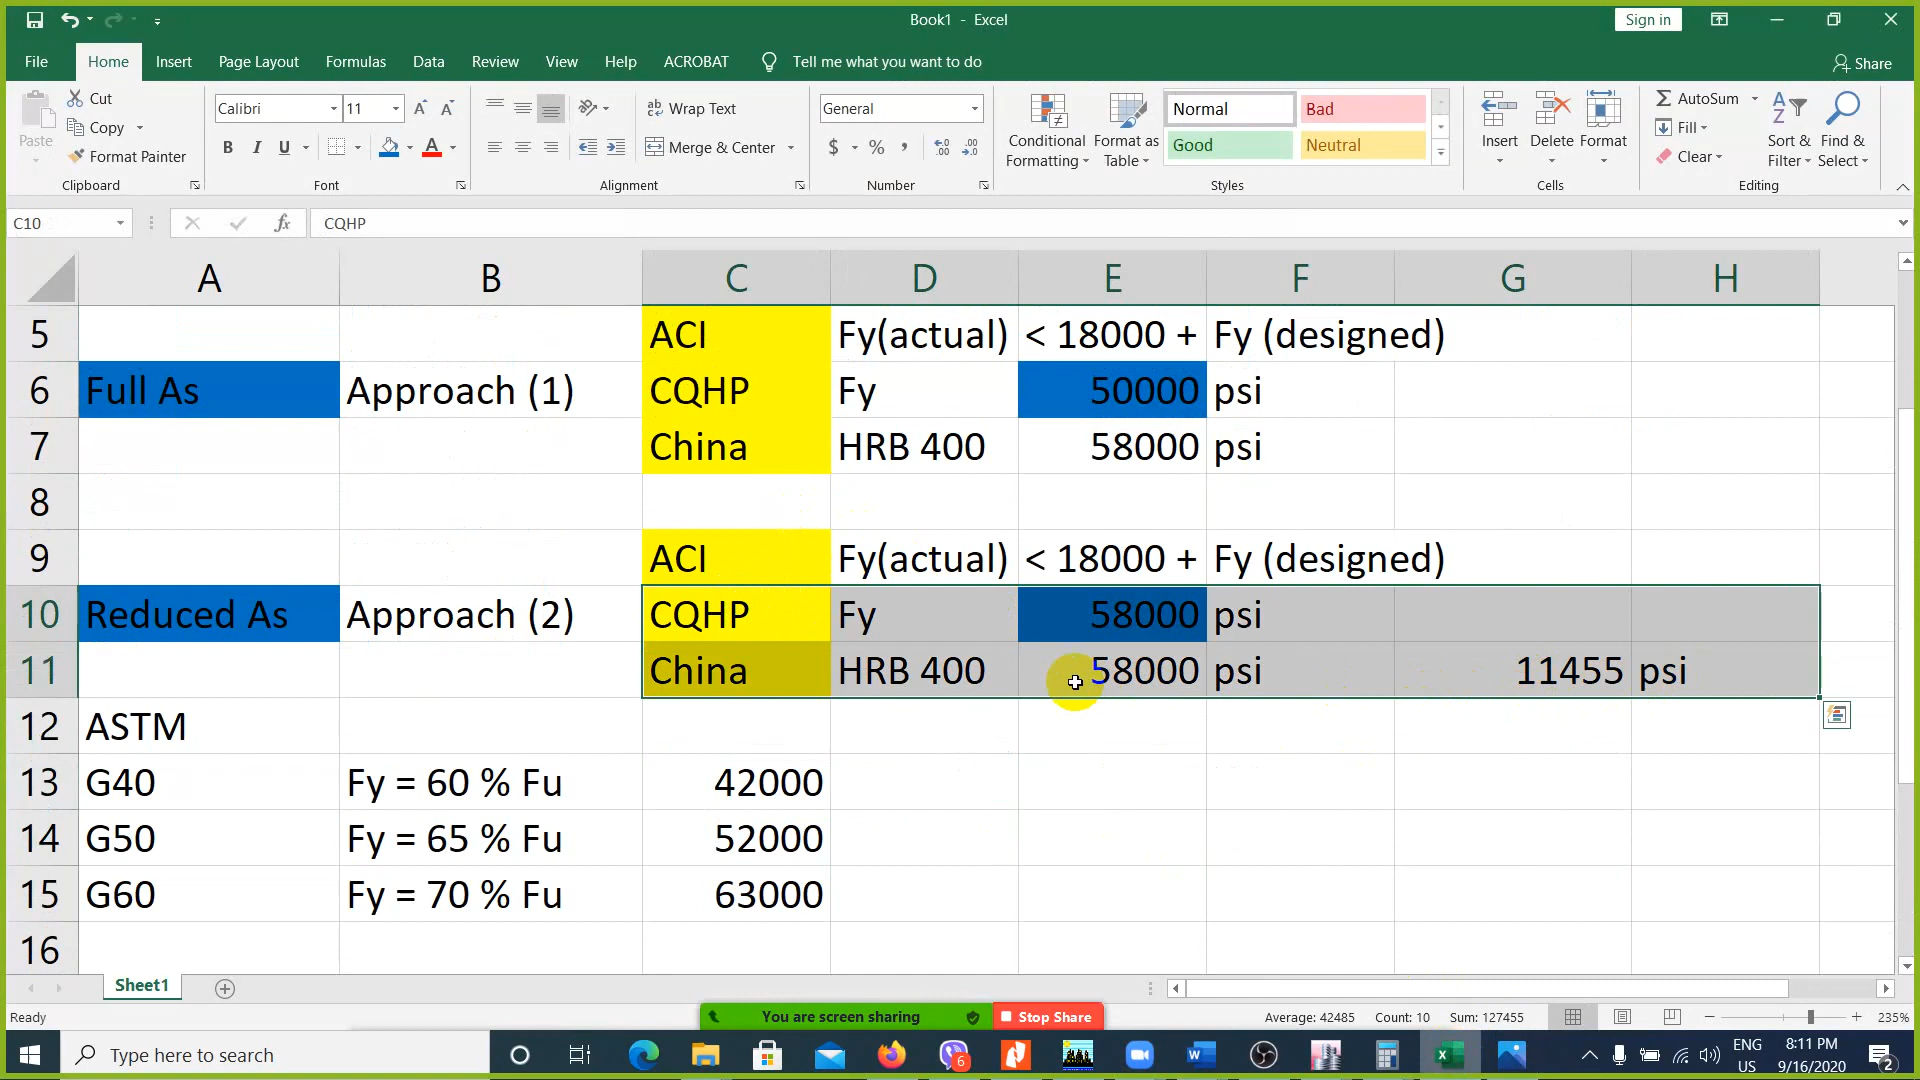 Book1 - Excel
Sign in
File Home Insert Page Layout Formulas Data Review View Help ACROBAT Tell me what you want to do Share
Paste
Cut
Copy
Format Painter
Clipboard
Calibri 11
B I U A
Font
Wrap Text
Merge & Center
Alignment
General
$ % ,
Number
Conditional Formatting
Format as Table
Normal Bad
Good Neutral
Styles
Insert Delete Format
Cells
AutoSum
Fill
Clear
Sort & Filter
Find & Select
Editing
C10 fx CQHP
A B C D E F G H
5 ACI Fy(actual) < 18000 + Fy (designed)
6 Full As Approach (1) CQHP Fy 50000 psi
7 China HRB 400 58000 psi
8
9 ACI Fy(actual) < 18000 + Fy (designed)
10 Reduced As Approach (2) CQHP Fy 58000 psi
11 China HRB 400 58000 psi 11455 psi
12 ASTM
13 G40 Fy = 60 % Fu 42000
14 G50 Fy = 65 % Fu 52000
15 G60 Fy = 70 % Fu 63000
16
Sheet1
Ready
You are screen sharing Stop Share
Average: 42485 Count: 10 Sum: 127455 235%
Type here to search
6
ENG
US
8:11 PM
9/16/2020
2